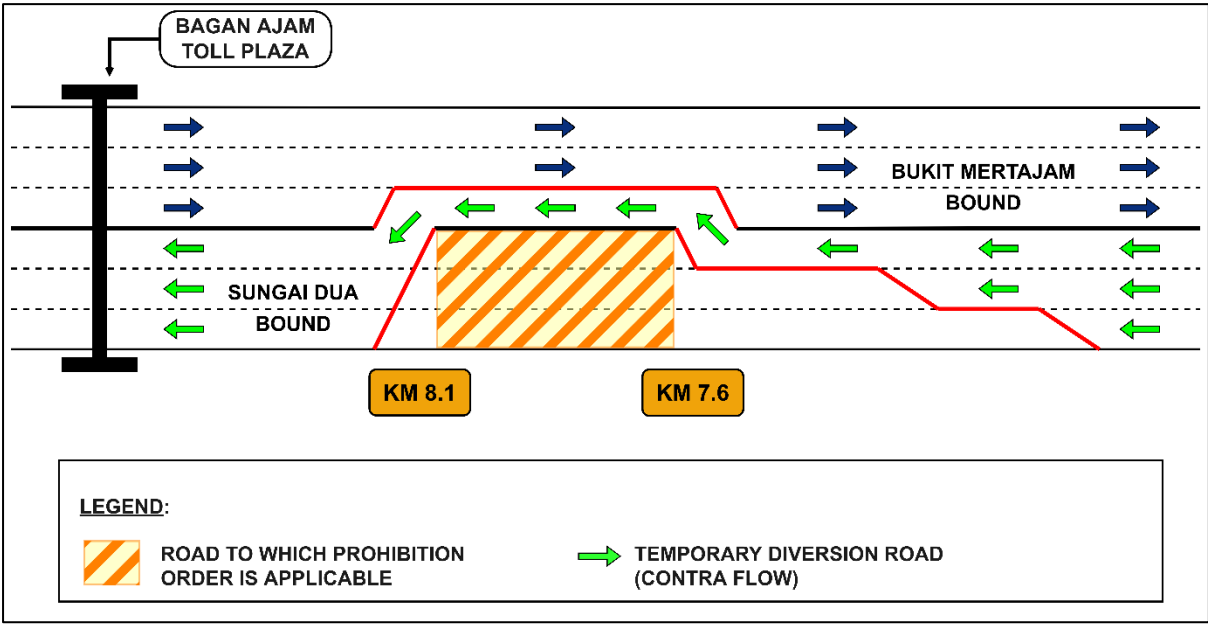 BAGAN AJAM
TOLL PLAZA
BUKIT MERTAJAM
BOUND
SUNGAI DUA
BOUND
KM 8.1
KM 7.6
LEGEND:
ROAD TO WHICH PROHIBITION
ORDER IS APPLICABLE
TEMPORARY DIVERSION ROAD
(CONTRA FLOW)